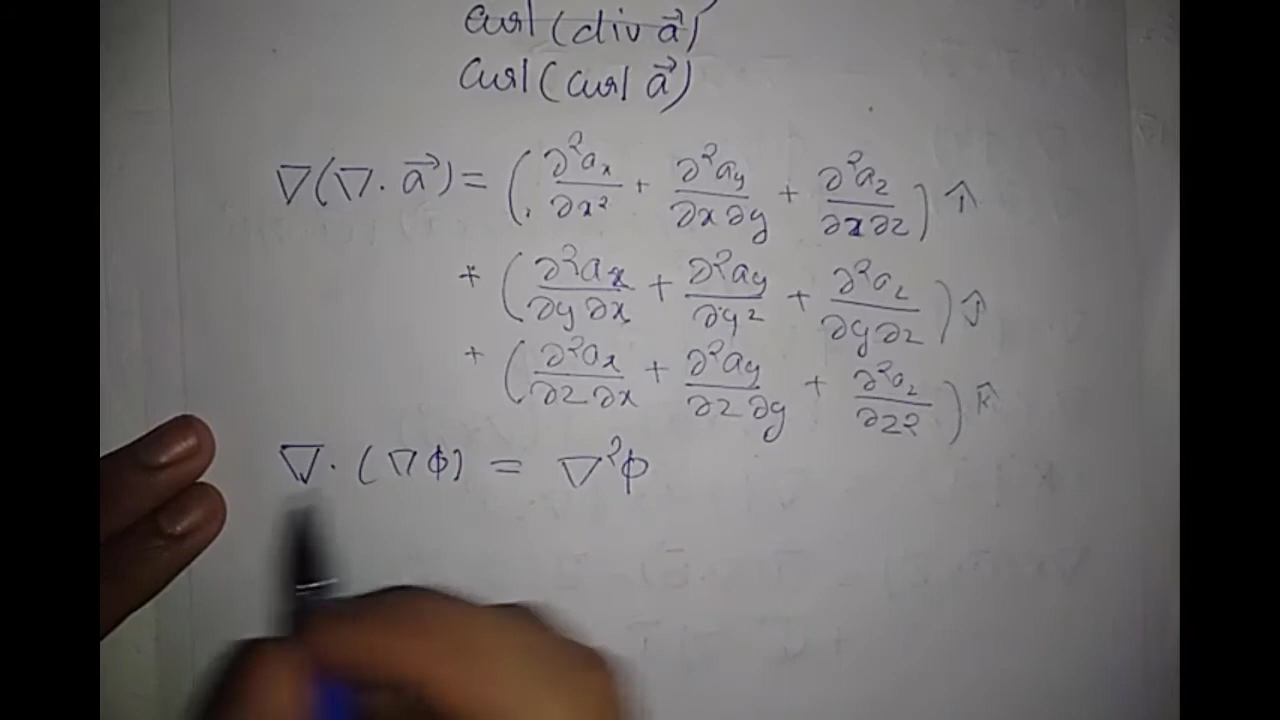 curl (div a⃗)
curl (curl a⃗)
∇(∇. a⃗) = (∂²aₓ/∂x² + ∂²a_y/∂x∂y + ∂²a_z/∂x∂z) î
+ (∂²aₓ/∂y∂x + ∂²a_y/∂y² + ∂²a_z/∂y∂z) ĵ
+ (∂²aₓ/∂z∂x + ∂²a_y/∂z∂y + ∂²a_z/∂z²) k̂
∇. (∇φ) = ∇²φ